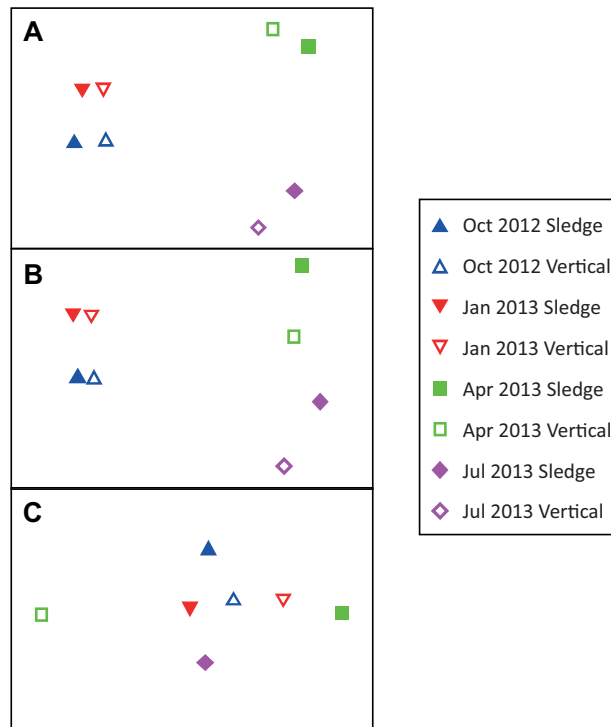 A
B
C
Oct 2012 Sledge
Oct 2012 Vertical
Jan 2013 Sledge
Jan 2013 Vertical
Apr 2013 Sledge
Apr 2013 Vertical
Jul 2013 Sledge
Jul 2013 Vertical